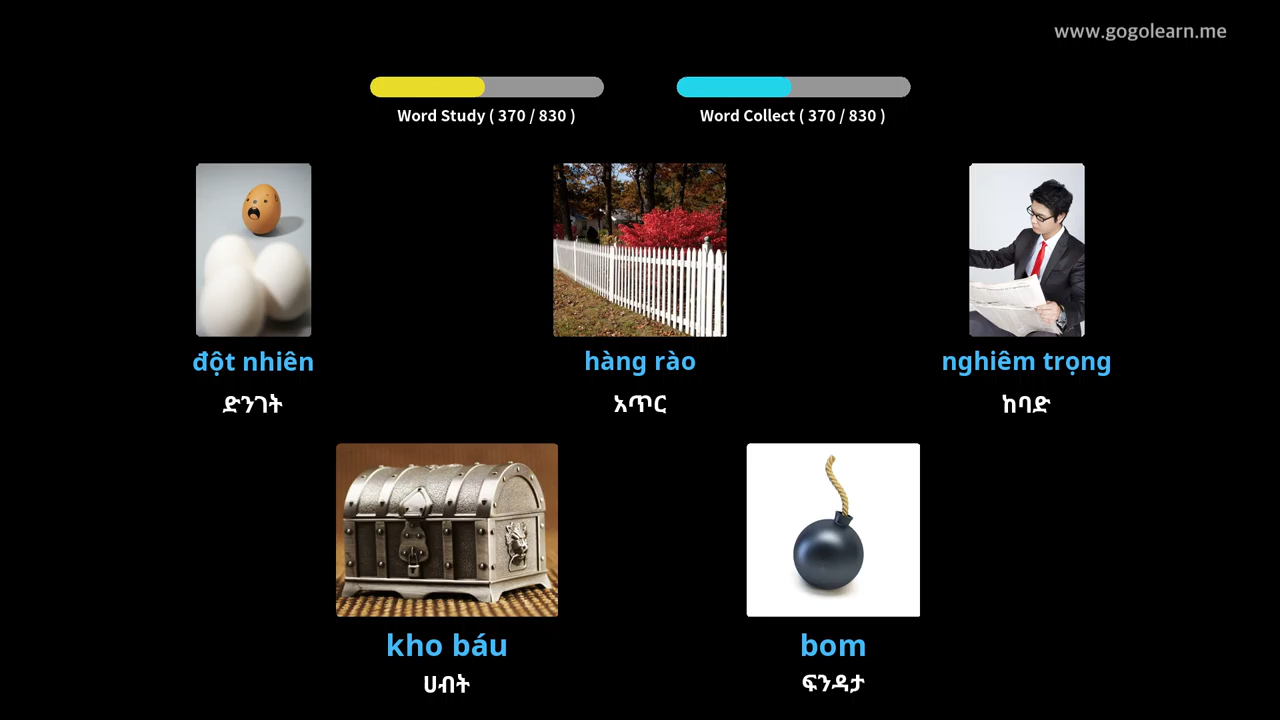 www.gogolearn.me
Word Study ( 370 / 830 )
Word Collect ( 370 / 830 )
đột nhiên
ድንገት
hàng rào
አጥር
nghiêm trọng
ከባድ
kho báu
ሀብት
bom
ፍንዳታ